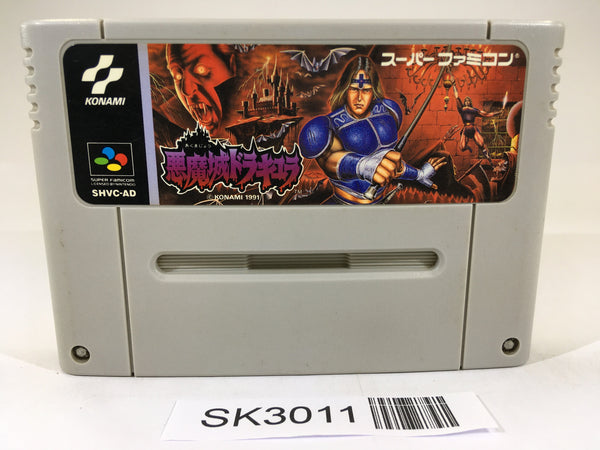 KONAMI
スーパーファミコン®
あくまじょう
悪魔城ドラキュラ
TM
© KONAMI 1991
SUPER FAMICOM
LICENSED BY NINTENDO
SHVC-AD
SK3011